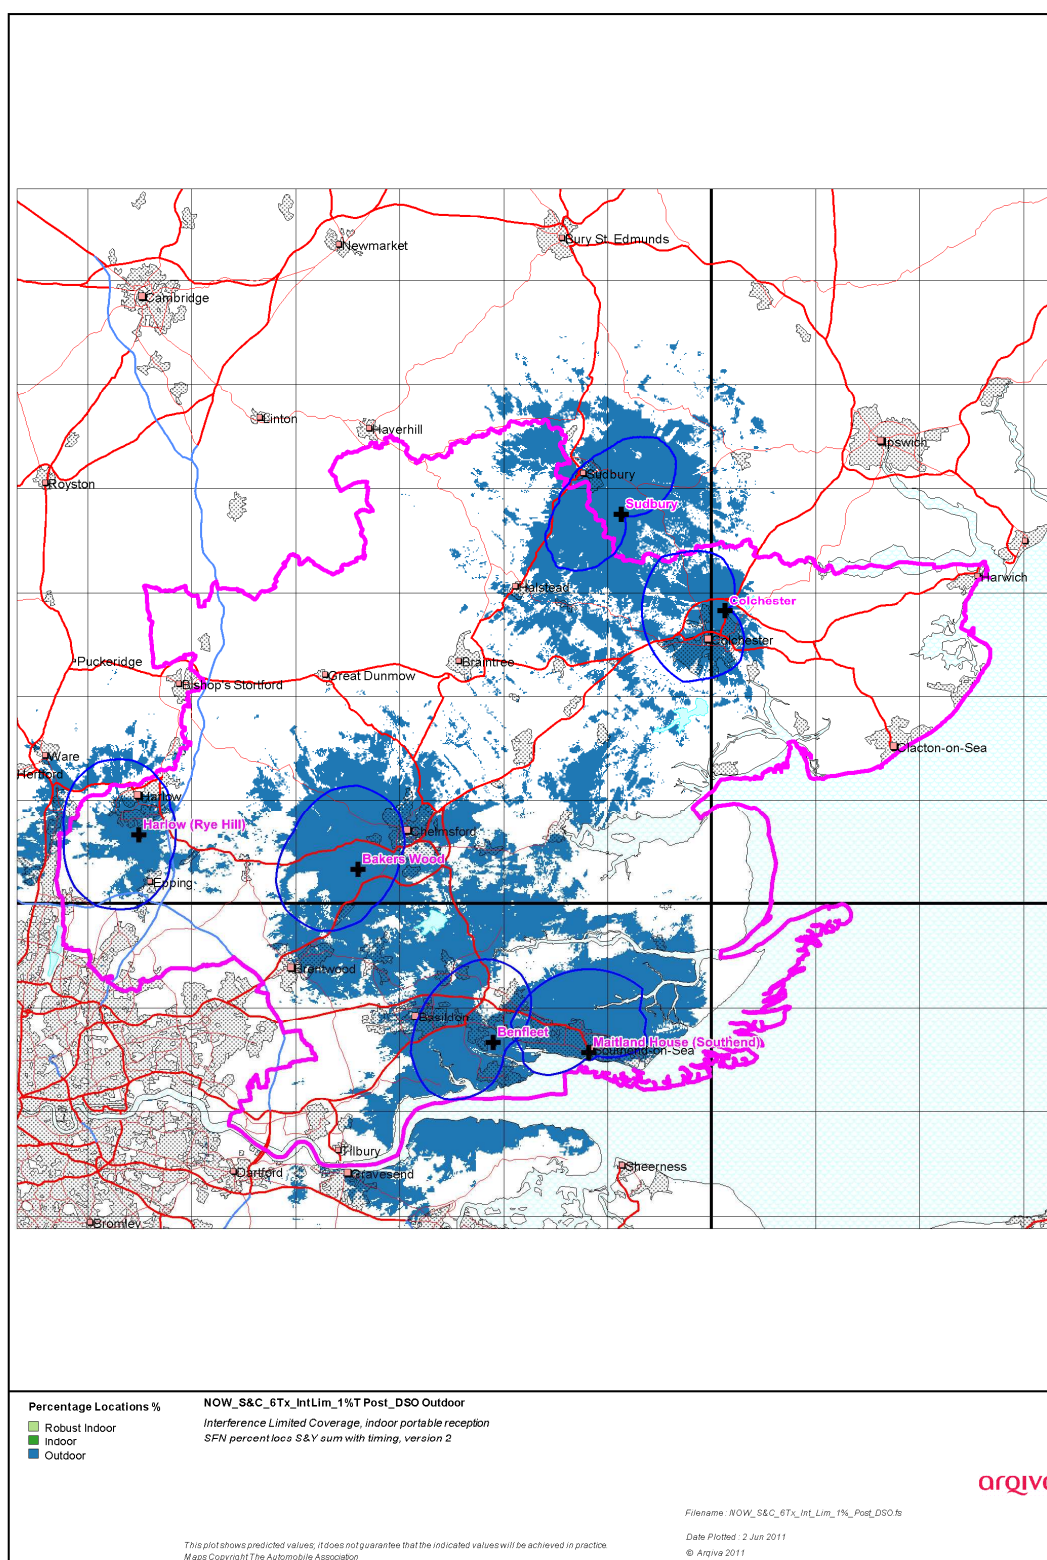 Newmarket
Bury St. Edmunds
Cambridge
Linton
Haverhill
Ipswich
Royston
Sudbury
Sudbury
Halstead
Harwich
Colchester
Colchester
Puckeridge
Braintree
Bishop's Stortford
Great Dunmow
Ware
Hertford
Clacton-on-Sea
Harlow
Harlow (Rye Hill)
Chelmsford
Bakers Wood
Epping
Brentwood
Basildon
Benfleet
Maitland House (Southend)
Southend-on-Sea
Tilbury
Dartford
Gravesend
Sheerness
Bromley
Percentage Locations %
Robust Indoor
Indoor
Outdoor
NOW_S&C_6Tx_IntLim_1%T Post_DSO Outdoor
Interference Limited Coverage, indoor portable reception
SFN percent locs S&Y sum with timing, version 2
arqiva
Filename : NOW_S&C_6Tx_Int_Lim_1%_Post_DSO.fs
Date Plotted : 2 Jun 2011
© Arqiva 2011
This plot shows predicted values; it does not guarantee that the indicated values will be achieved in practice.
Maps Copyright The Automobile Association